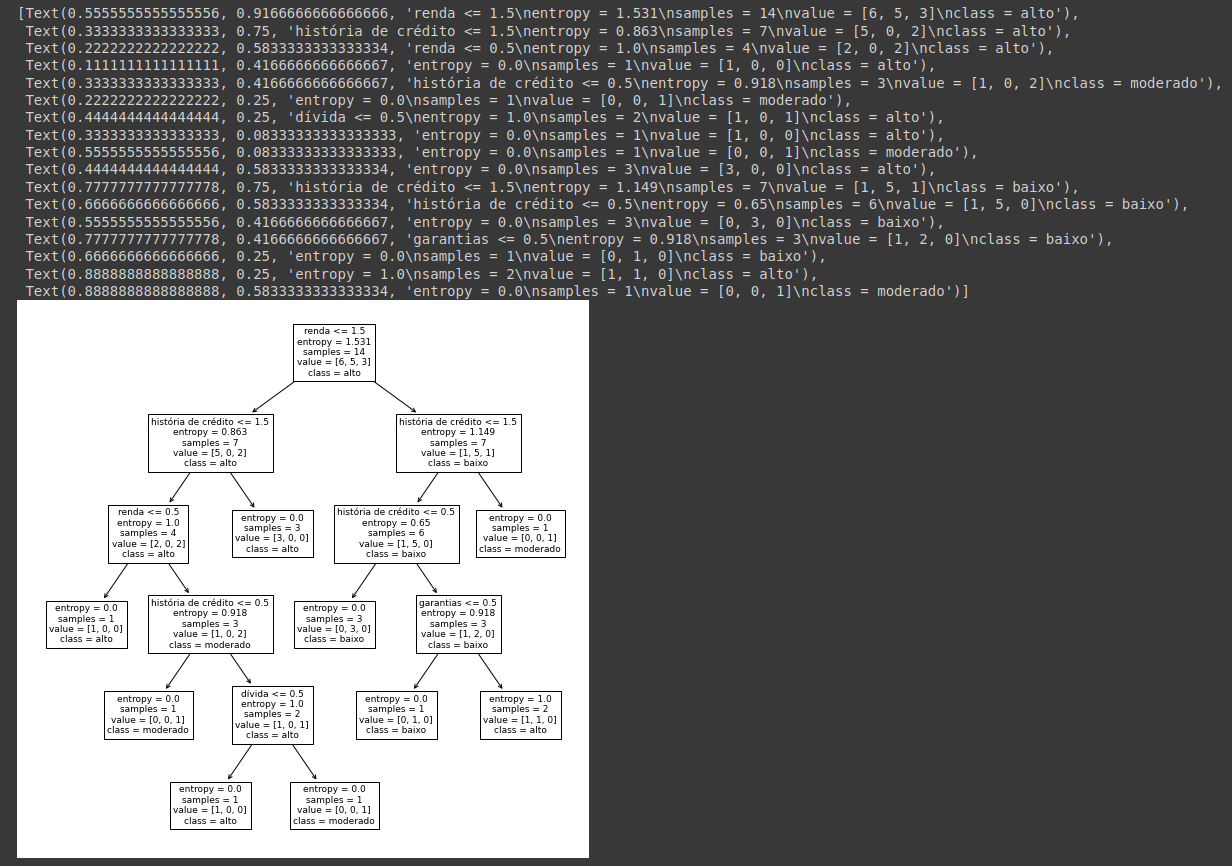 [Text(0.5555555555555556, 0.9166666666666666, 'renda <= 1.5\nentropy = 1.531\nsamples = 14\nvalue = [6, 5, 3]\nclass = alto'),
Text(0.3333333333333333, 0.75, 'história de crédito <= 1.5\nentropy = 0.863\nsamples = 7\nvalue = [5, 0, 2]\nclass = alto'),
Text(0.2222222222222222, 0.5833333333333334, 'renda <= 0.5\nentropy = 1.0\nsamples = 4\nvalue = [2, 0, 2]\nclass = alto'),
Text(0.1111111111111111, 0.4166666666666667, 'entropy = 0.0\nsamples = 1\nvalue = [1, 0, 0]\nclass = alto'),
Text(0.3333333333333333, 0.4166666666666667, 'história de crédito <= 0.5\nentropy = 0.918\nsamples = 3\nvalue = [1, 0, 2]\nclass = moderado'),
Text(0.2222222222222222, 0.25, 'entropy = 0.0\nsamples = 1\nvalue = [0, 0, 1]\nclass = moderado'),
Text(0.4444444444444444, 0.25, 'dívida <= 0.5\nentropy = 1.0\nsamples = 2\nvalue = [1, 0, 1]\nclass = alto'),
Text(0.3333333333333333, 0.08333333333333333, 'entropy = 0.0\nsamples = 1\nvalue = [1, 0, 0]\nclass = alto'),
Text(0.5555555555555556, 0.08333333333333333, 'entropy = 0.0\nsamples = 1\nvalue = [0, 0, 1]\nclass = moderado'),
Text(0.4444444444444444, 0.5833333333333334, 'entropy = 0.0\nsamples = 3\nvalue = [3, 0, 0]\nclass = alto'),
Text(0.7777777777777778, 0.75, 'história de crédito <= 1.5\nentropy = 1.149\nsamples = 7\nvalue = [1, 5, 1]\nclass = baixo'),
Text(0.6666666666666666, 0.5833333333333334, 'história de crédito <= 0.5\nentropy = 0.65\nsamples = 6\nvalue = [1, 5, 0]\nclass = baixo'),
Text(0.5555555555555556, 0.4166666666666667, 'entropy = 0.0\nsamples = 3\nvalue = [0, 3, 0]\nclass = baixo'),
Text(0.7777777777777778, 0.4166666666666667, 'garantias <= 0.5\nentropy = 0.918\nsamples = 3\nvalue = [1, 2, 0]\nclass = baixo'),
Text(0.6666666666666666, 0.25, 'entropy = 0.0\nsamples = 1\nvalue = [0, 1, 0]\nclass = baixo'),
Text(0.8888888888888888, 0.25, 'entropy = 1.0\nsamples = 2\nvalue = [1, 1, 0]\nclass = alto'),
Text(0.8888888888888888, 0.5833333333333334, 'entropy = 0.0\nsamples = 1\nvalue = [0, 0, 1]\nclass = moderado')]
renda <= 1.5
entropy = 1.531
samples = 14
value = [6, 5, 3]
class = alto
história de crédito <= 1.5
entropy = 0.863
samples = 7
value = [5, 0, 2]
class = alto
história de crédito <= 1.5
entropy = 1.149
samples = 7
value = [1, 5, 1]
class = baixo
renda <= 0.5
entropy = 1.0
samples = 4
value = [2, 0, 2]
class = alto
entropy = 0.0
samples = 3
value = [3, 0, 0]
class = alto
história de crédito <= 0.5
entropy = 0.65
samples = 6
value = [1, 5, 0]
class = baixo
entropy = 0.0
samples = 1
value = [0, 0, 1]
class = moderado
entropy = 0.0
samples = 1
value = [1, 0, 0]
class = alto
história de crédito <= 0.5
entropy = 0.918
samples = 3
value = [1, 0, 2]
class = moderado
entropy = 0.0
samples = 3
value = [0, 3, 0]
class = baixo
garantias <= 0.5
entropy = 0.918
samples = 3
value = [1, 2, 0]
class = baixo
entropy = 0.0
samples = 1
value = [0, 0, 1]
class = moderado
dívida <= 0.5
entropy = 1.0
samples = 2
value = [1, 0, 1]
class = alto
entropy = 0.0
samples = 1
value = [0, 1, 0]
class = baixo
entropy = 1.0
samples = 2
value = [1, 1, 0]
class = alto
entropy = 0.0
samples = 1
value = [1, 0, 0]
class = alto
entropy = 0.0
samples = 1
value = [0, 0, 1]
class = moderado